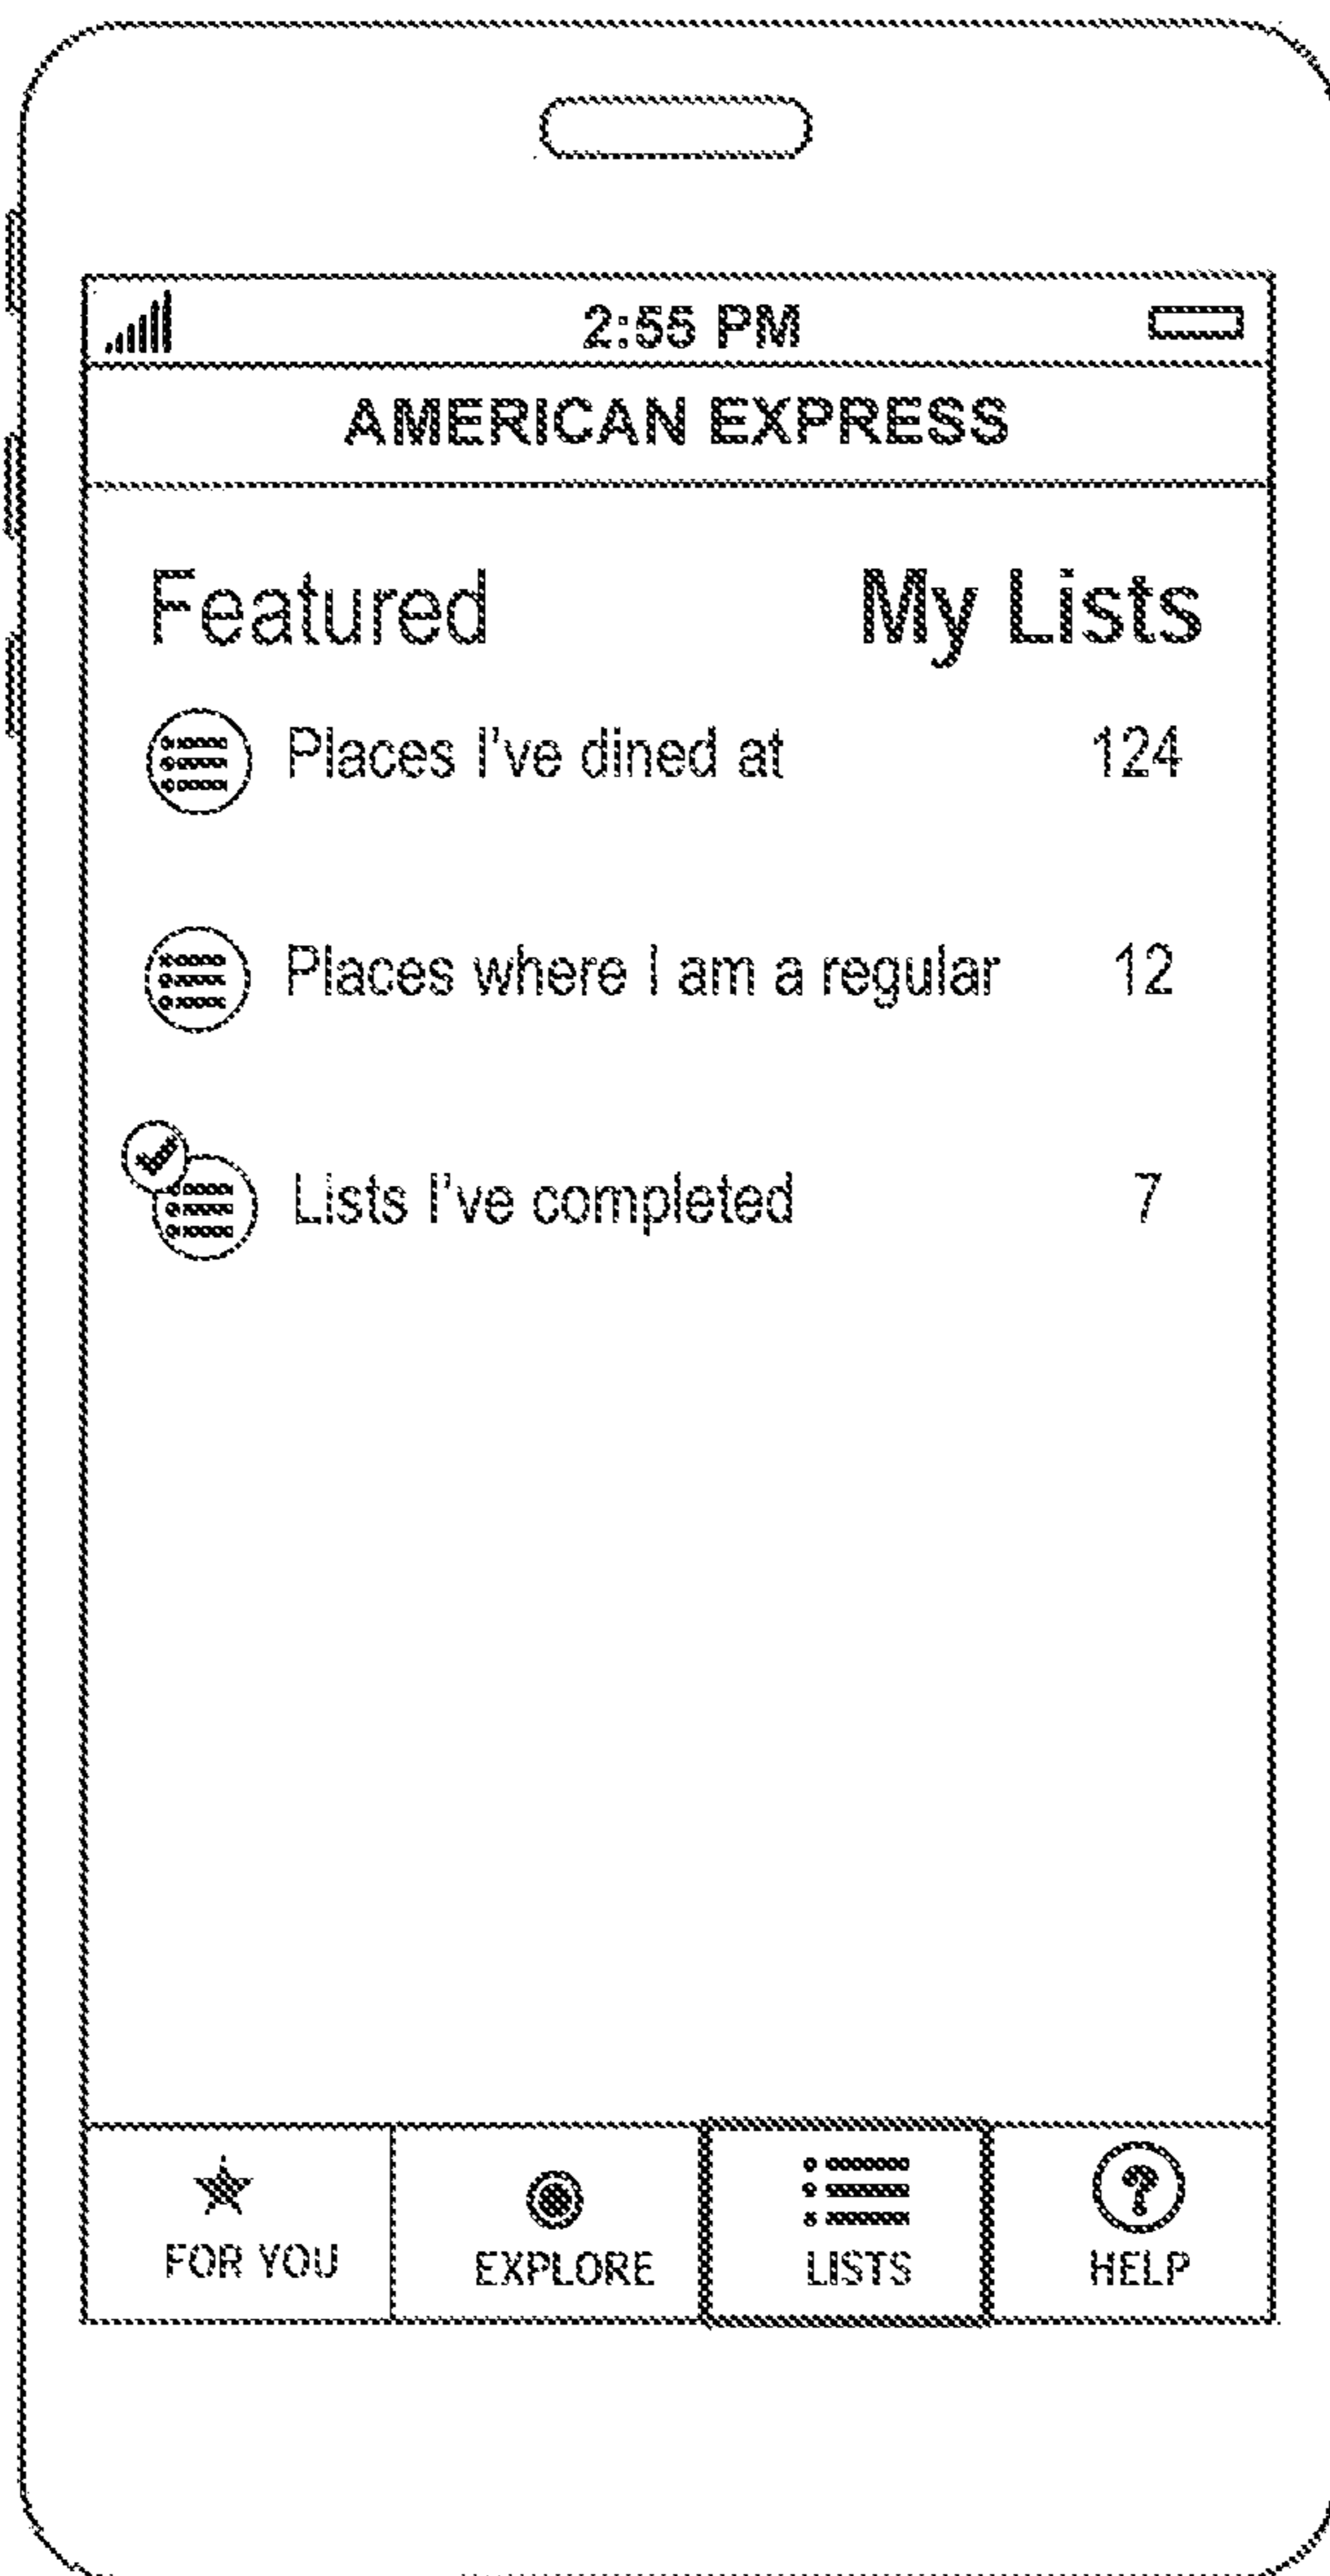 2:55 PM
AMERICAN EXPRESS
Featured My Lists
Places I've dined at 124
Places where I am a regular 12
Lists I've completed 7
FOR YOU EXPLORE LISTS HELP